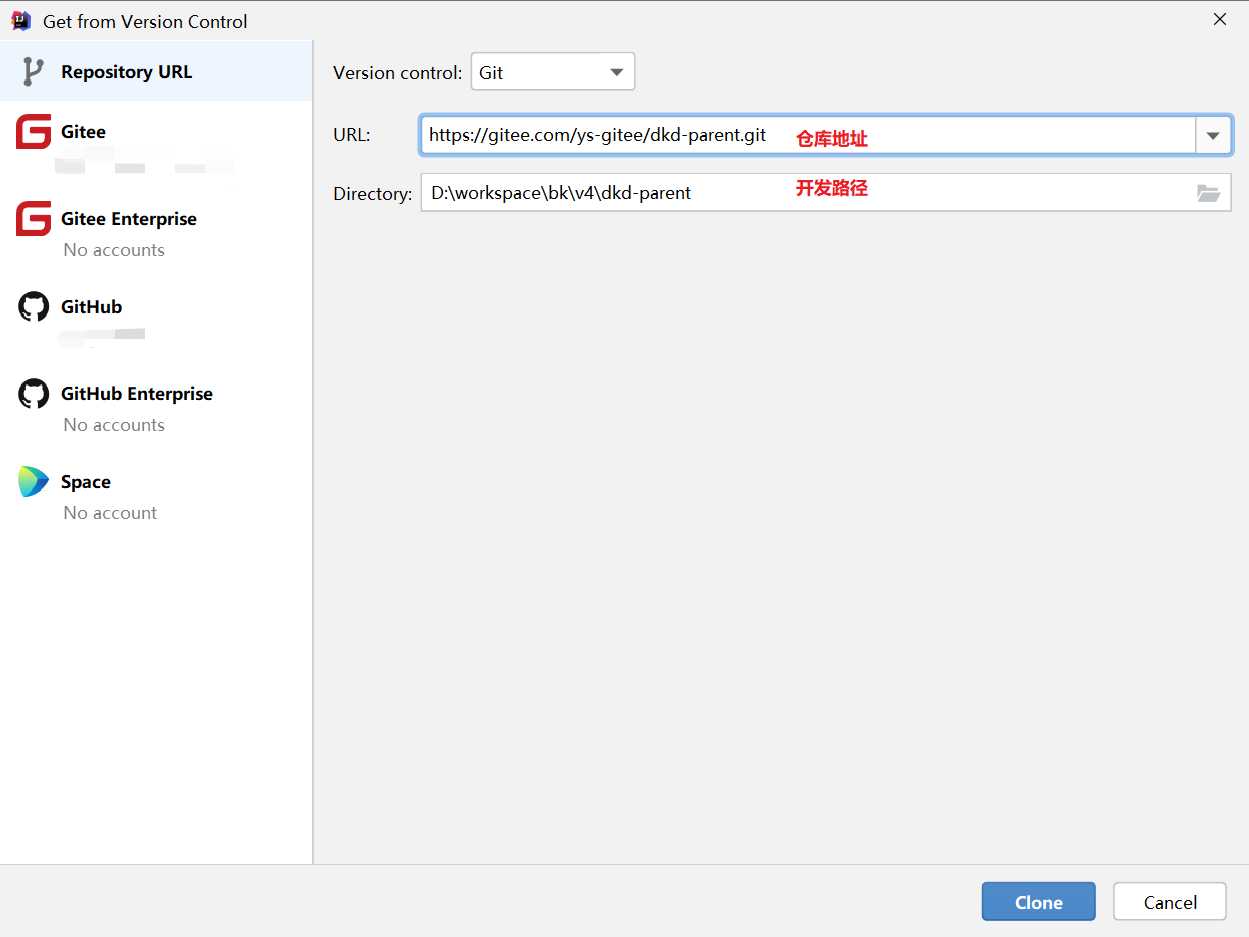 Get from Version Control
Repository URL
Gitee
Gitee Enterprise
No accounts
GitHub
GitHub Enterprise
No accounts
Space
No account
Version control: Git
URL: https://gitee.com/ys-gitee/dkd-parent.git 仓库地址
Directory: D:\workspace\bk\v4\dkd-parent 开发路径
Clone
Cancel